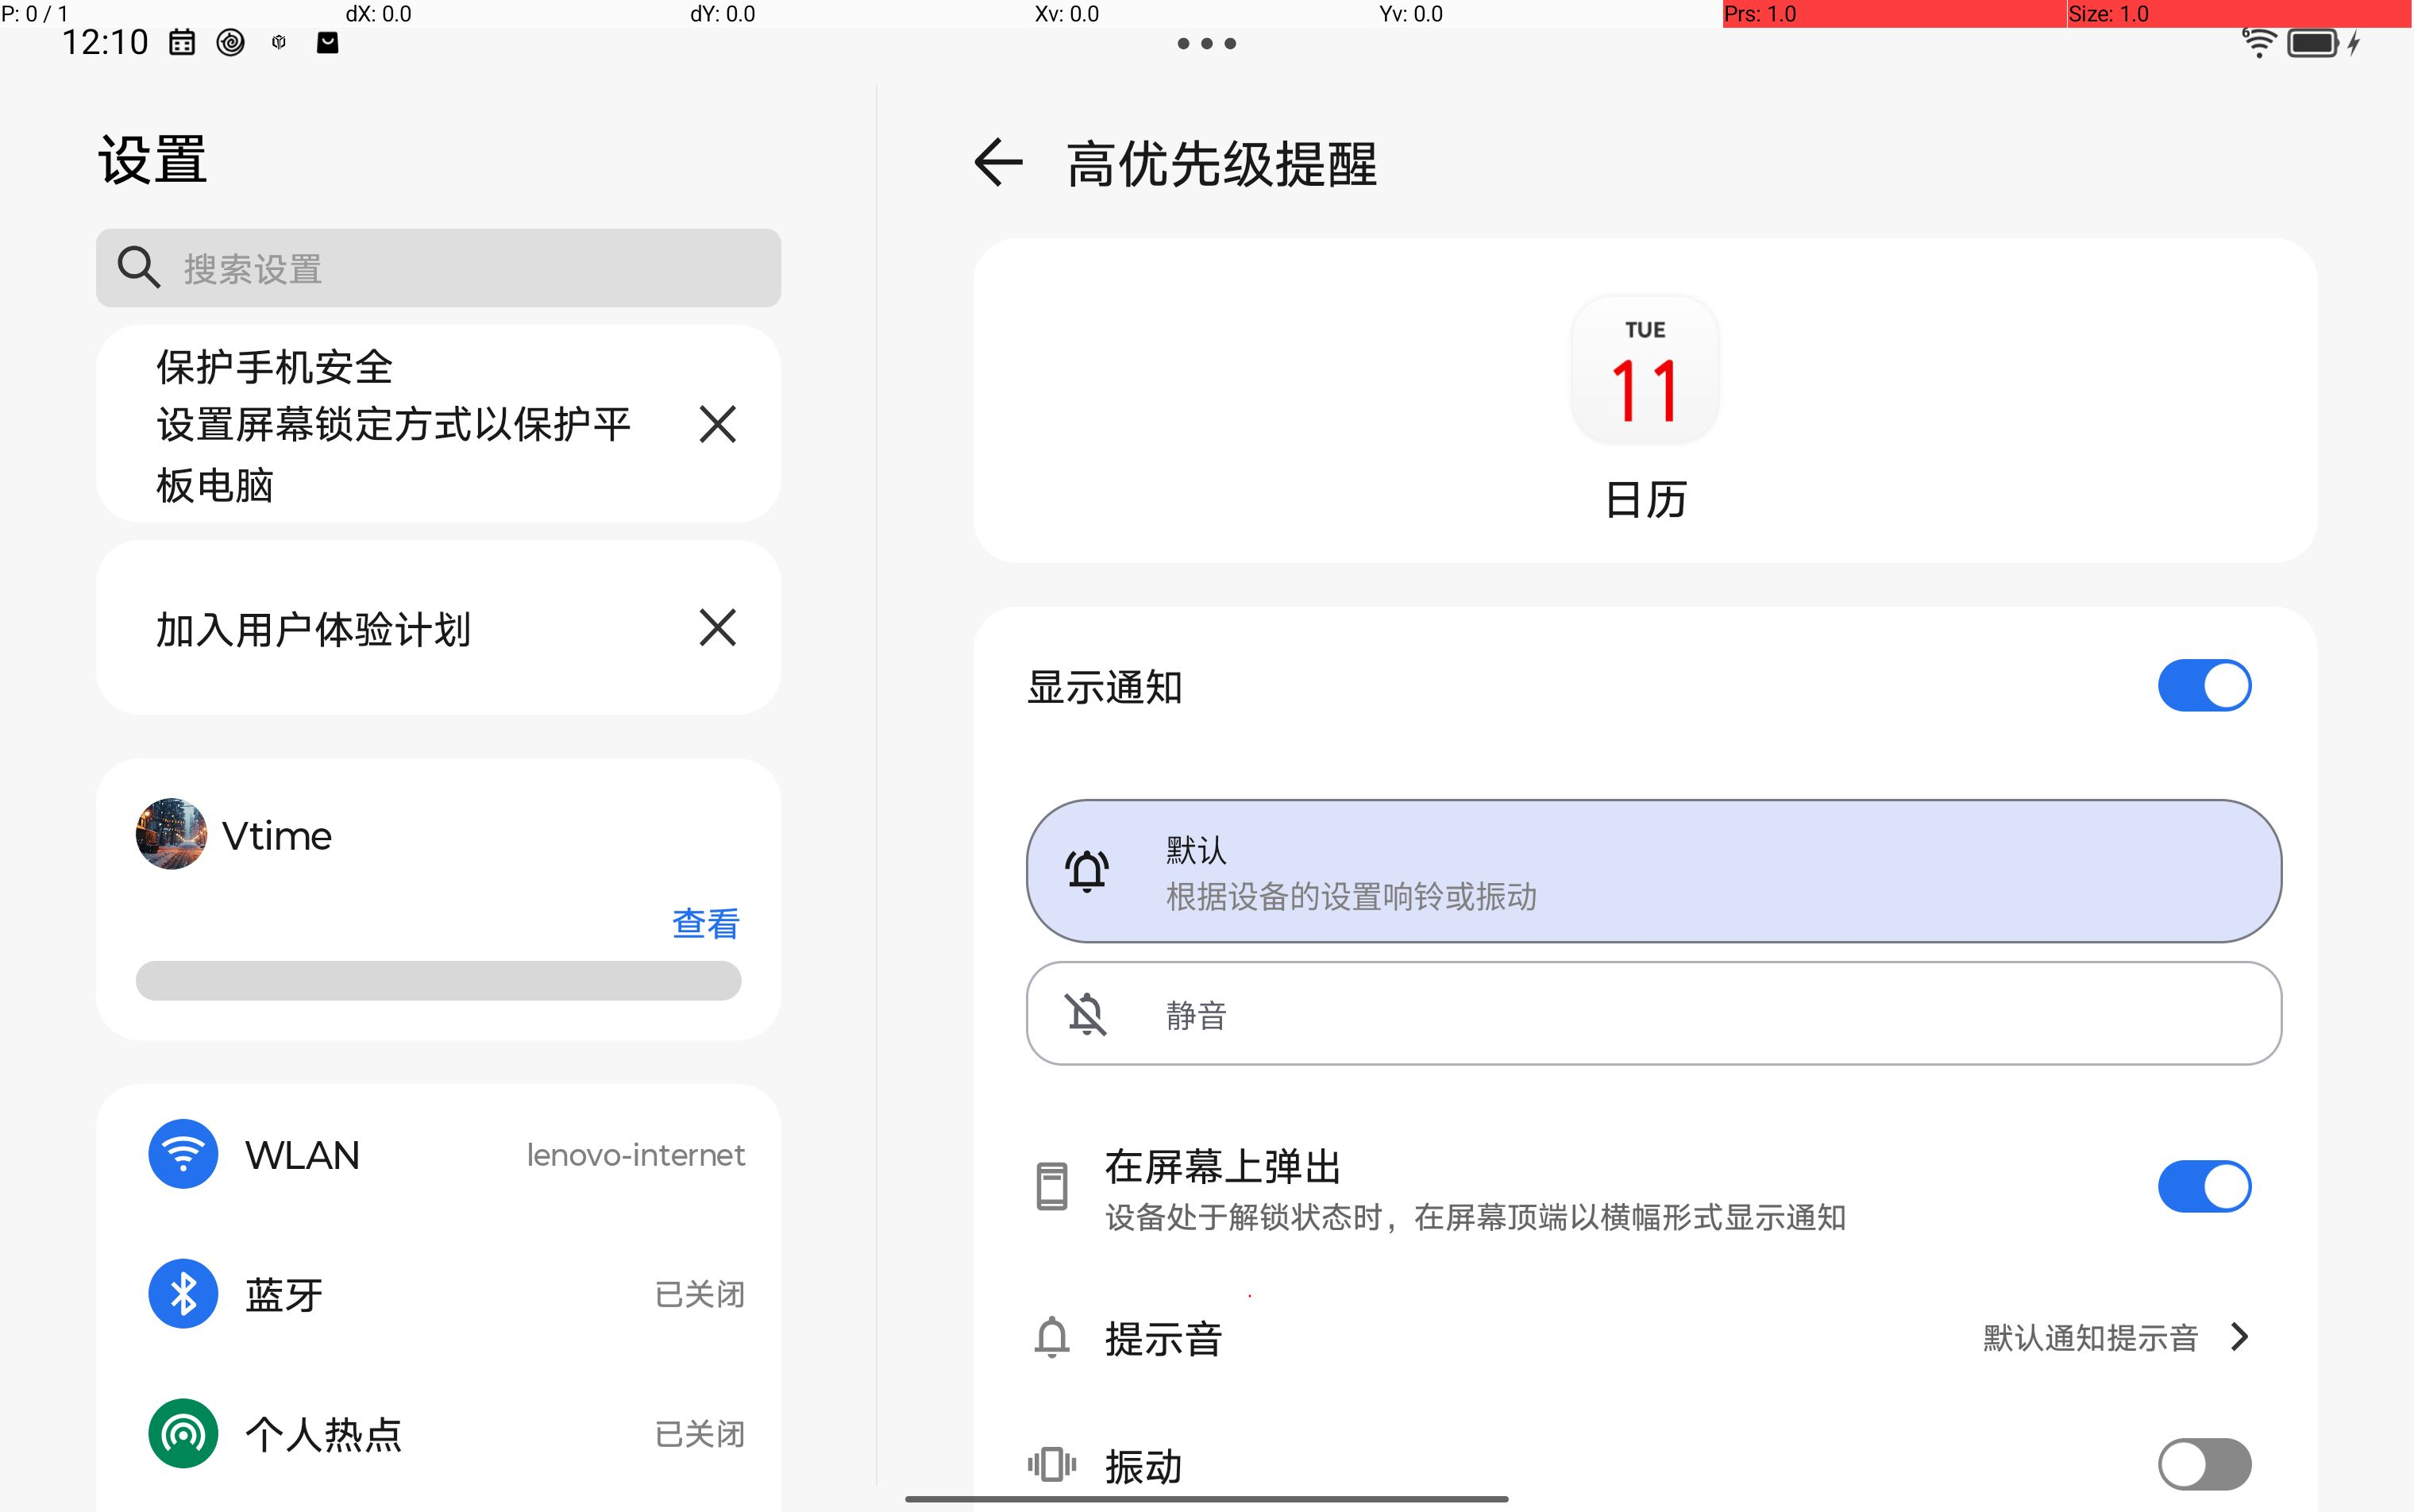 P: 0 / 1 dX: 0.0 dY: 0.0 Xv: 0.0 Yv: 0.0 Prs: 1.0 Size: 1.0
12:10
6
设置
搜索设置
保护手机安全
设置屏幕锁定方式以保护平
板电脑
加入用户体验计划
Vtime
查看
WLAN lenovo-internet
蓝牙 已关闭
个人热点 已关闭
高优先级提醒
TUE
11
日历
显示通知
默认
根据设备的设置响铃或振动
静音
在屏幕上弹出
设备处于解锁状态时，在屏幕顶端以横幅形式显示通知
提示音 默认通知提示音
振动